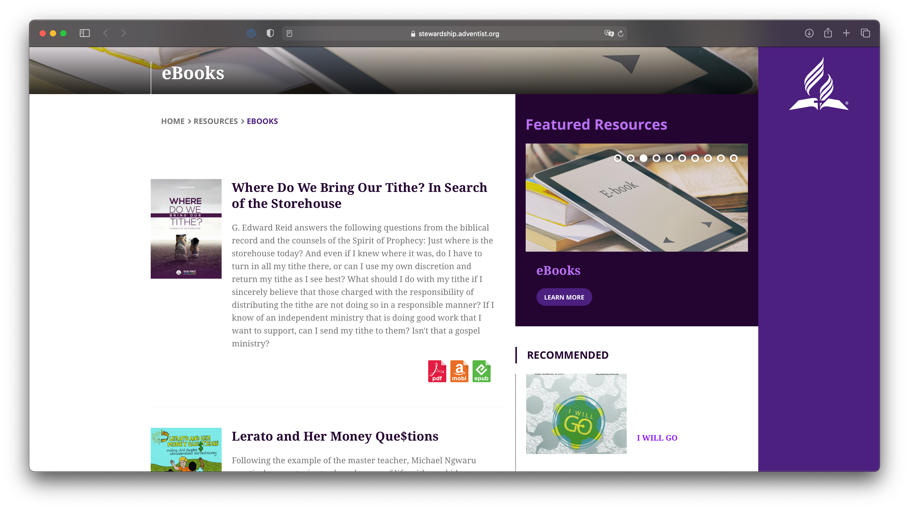 stewardship.adventist.org
eBooks
HOME > RESOURCES > EBOOKS
WHERE
DO WE
BRING OUR
TITHE?
Where Do We Bring Our Tithe? In Search
of the Storehouse
G. Edward Reid answers the following questions from the biblical
record and the counsels of the Spirit of Prophecy: Just where is the
storehouse today? And even if I knew where it was, do I have to
turn in all my tithe there, or can I use my own discretion and
return my tithe as I see best? What should I do with my tithe if I
sincerely believe that those charged with the responsibility of
distributing the tithe are not doing so in a responsible manner? If I
know of an independent ministry that is doing good work that I
want to support, can I send my tithe to them? Isn't that a gospel
ministry?
pdf
mobi
epub
LERATO AND HER
MONEY QUE$TION$
Lerato and Her Money Que$tions
Following the example of the master teacher, Michael Ngwaru
Featured Resources
E-book
eBooks
LEARN MORE
RECOMMENDED
I WILL
GO
I WILL GO